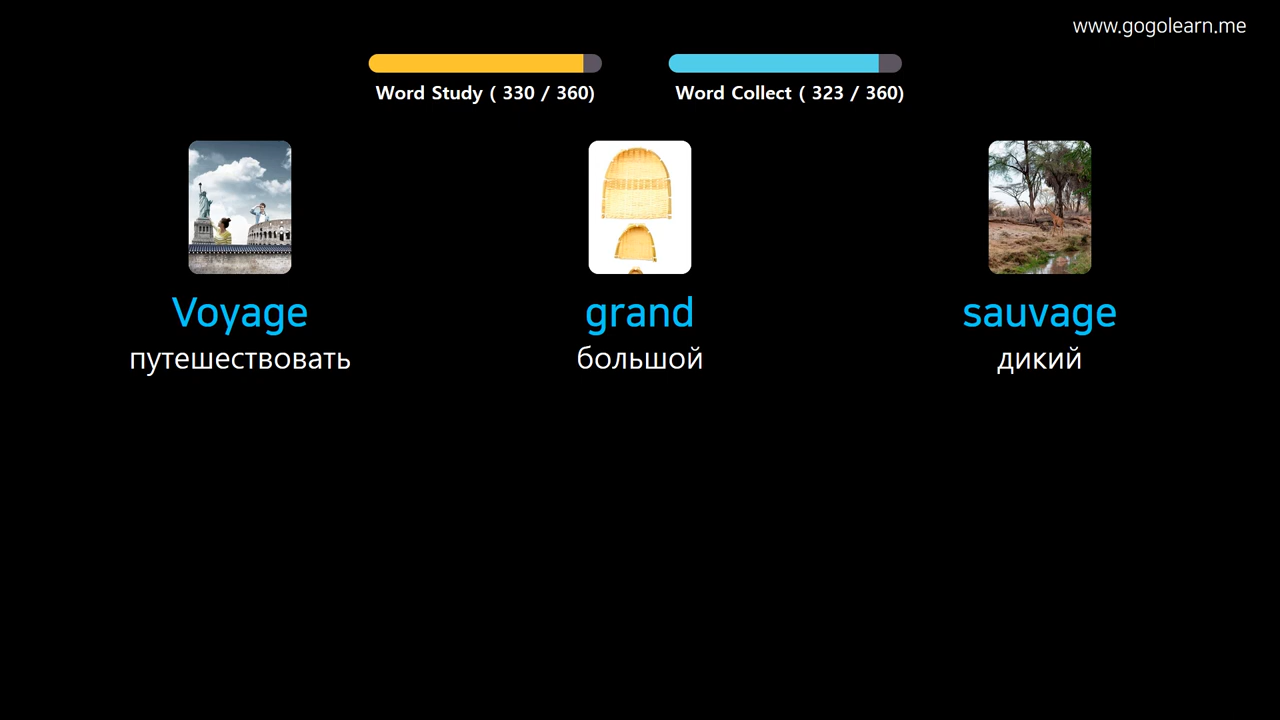 www.gogolearn.me
Word Study ( 330 / 360)
Word Collect ( 323 / 360)
Voyage
путешествовать
grand
большой
sauvage
дикий